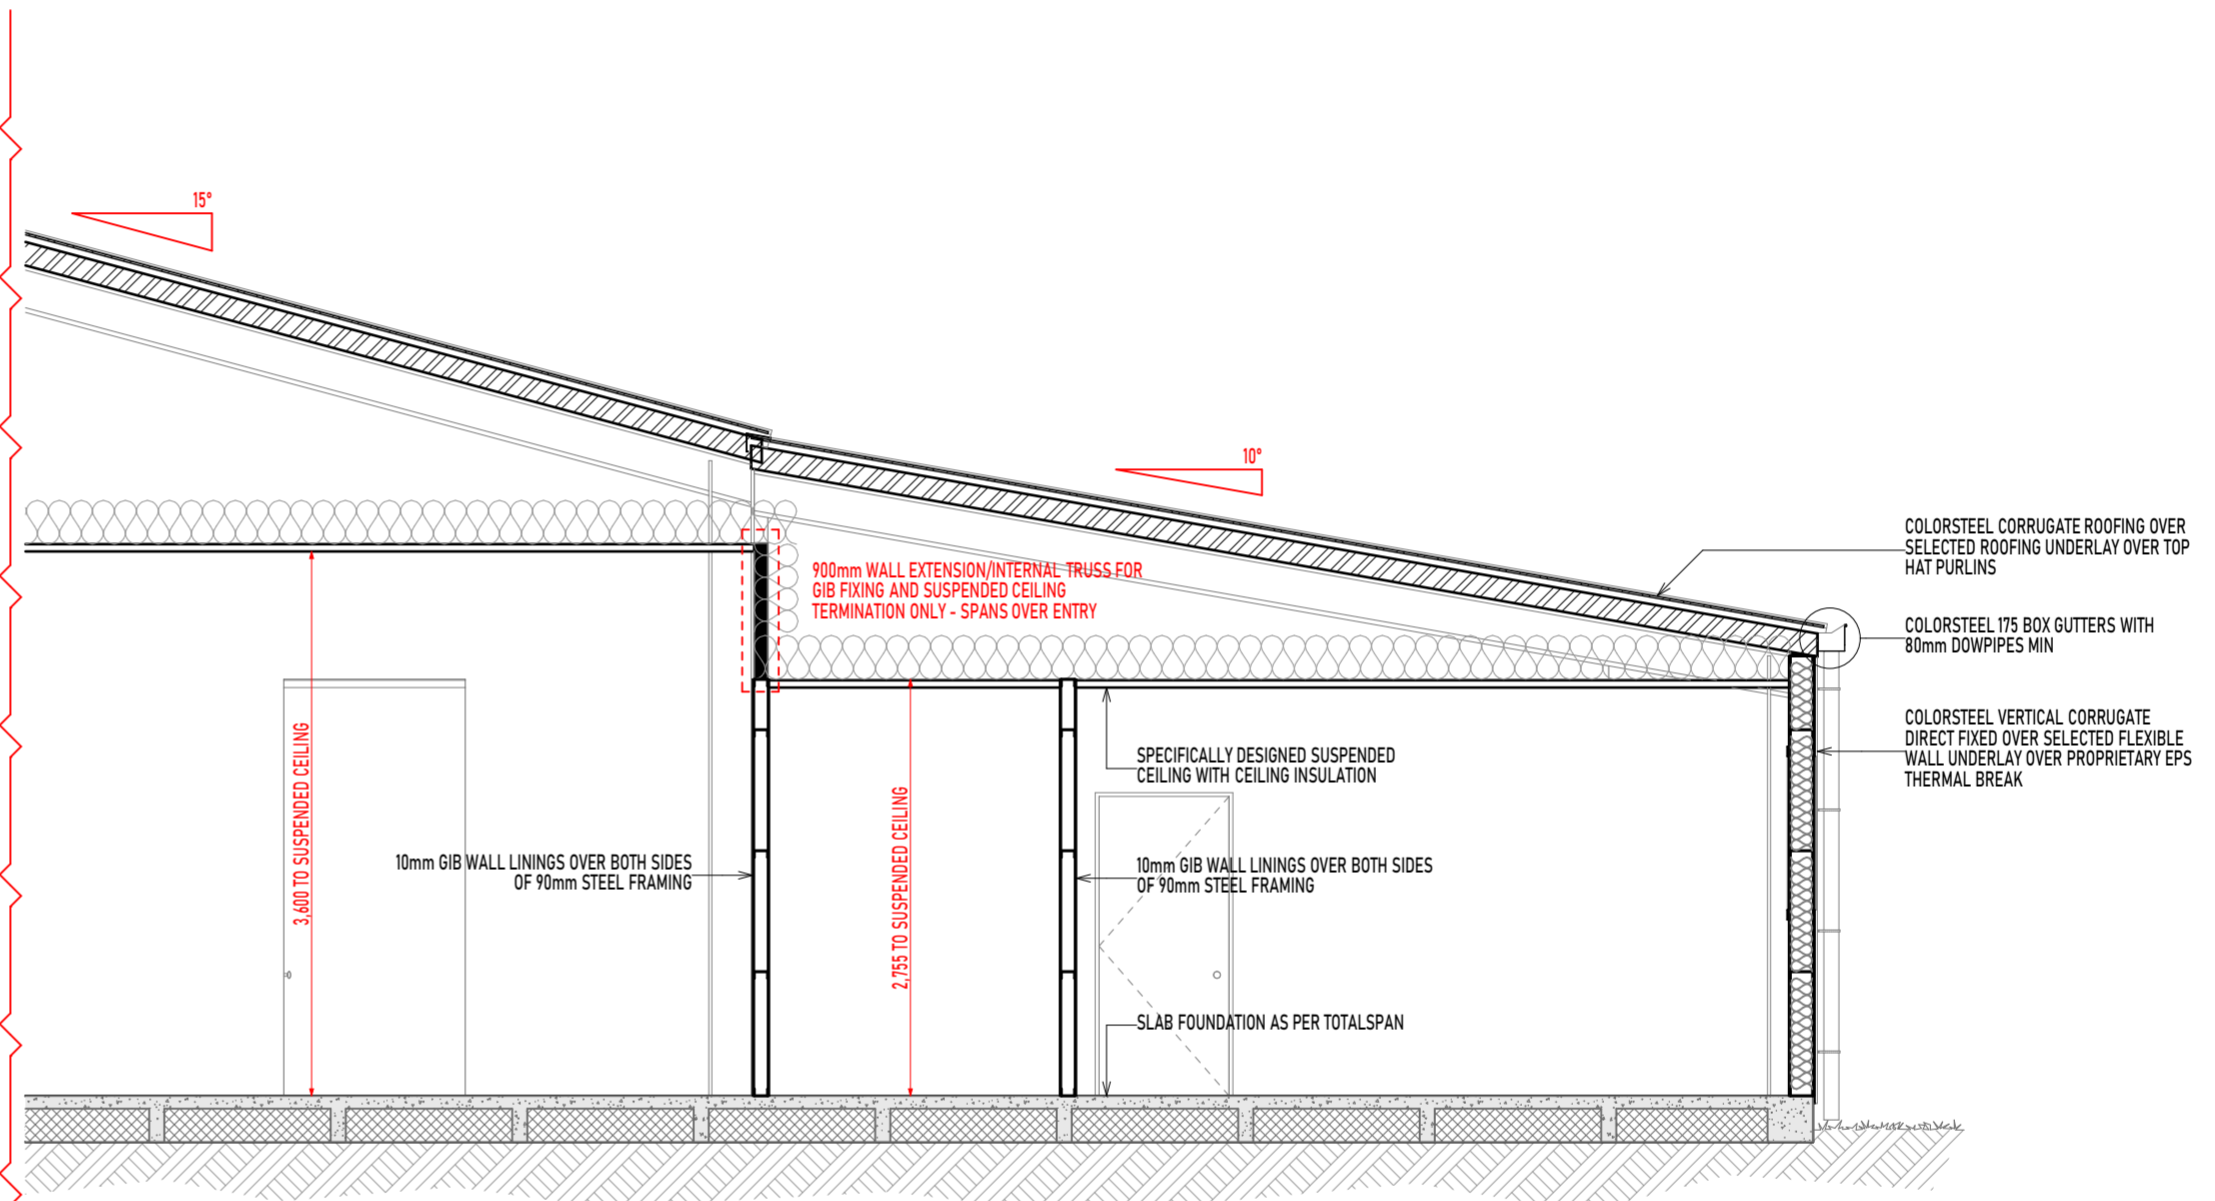 15°
10°
COLORSTEEL CORRUGATE ROOFING OVER
SELECTED ROOFING UNDERLAY OVER TOP
HAT PURLINS
900mm WALL EXTENSION/INTERNAL TRUSS FOR
GIB FIXING AND SUSPENDED CEILING
TERMINATION ONLY - SPANS OVER ENTRY
COLORSTEEL 175 BOX GUTTERS WITH
80mm DOWPIPES MIN
COLORSTEEL VERTICAL CORRUGATE
DIRECT FIXED OVER SELECTED FLEXIBLE
WALL UNDERLAY OVER PROPRIETARY EPS
THERMAL BREAK
3,600 TO SUSPENDED CEILING
2,755 TO SUSPENDED CEILING
SPECIFICALLY DESIGNED SUSPENDED
CEILING WITH CEILING INSULATION
10mm GIB WALL LININGS OVER BOTH SIDES
OF 90mm STEEL FRAMING
10mm GIB WALL LININGS OVER BOTH SIDES
OF 90mm STEEL FRAMING
SLAB FOUNDATION AS PER TOTALSPAN